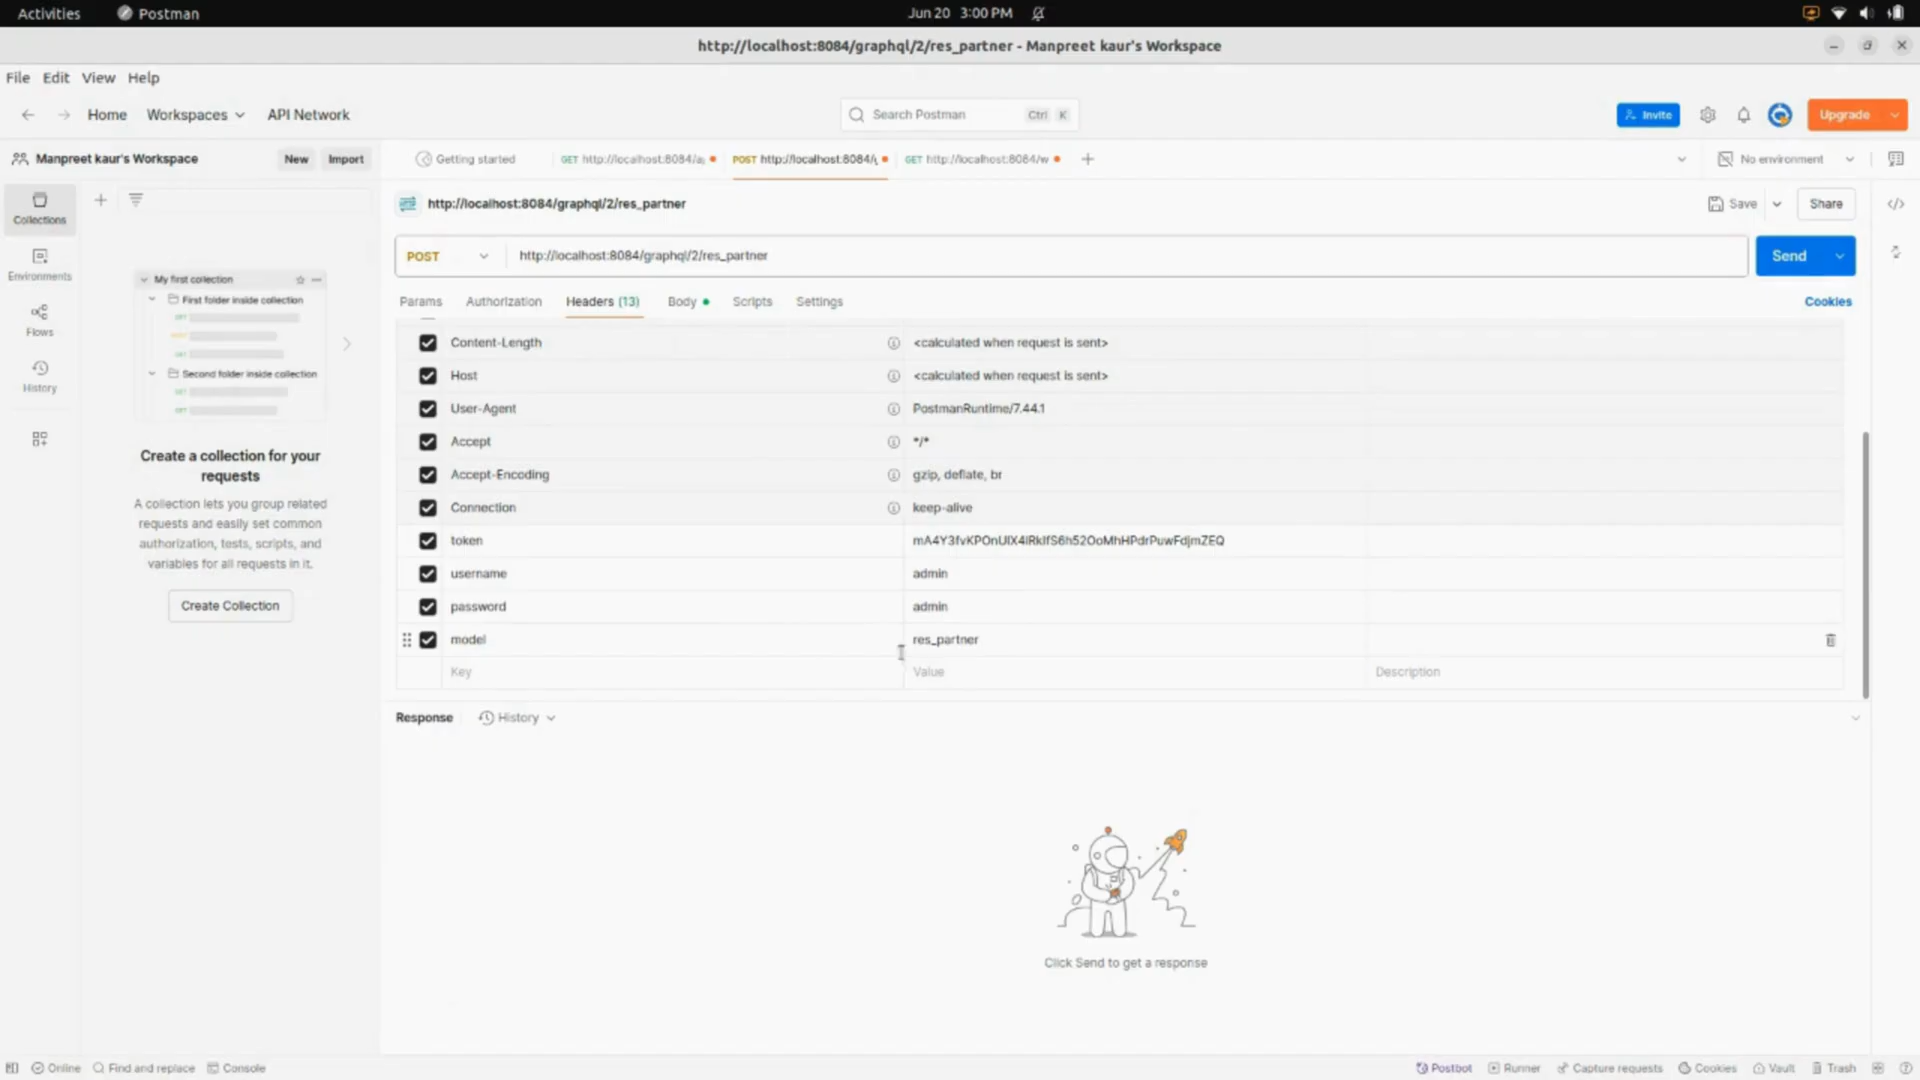 Activities Postman Jun 20 3:00 PM
http://localhost:8084/graphql/2/res_partner - Manpreet kaur's Workspace
File Edit View Help
Home Workspaces API Network Search Postman Ctrl K Invite Upgrade
Manpreet kaur's Workspace New Import Getting started GET http://localhost:8084/a POST http://localhost:8084/ GET http://localhost:8084/w No environment
Collections
Environments
Flows
History
My first collection
First folder inside collection
Second folder inside collection
Create a collection for your
requests
A collection lets you group related
requests and easily set common
authorization, tests, scripts, and
variables for all requests in it.
Create Collection
http://localhost:8084/graphql/2/res_partner Save Share
POST http://localhost:8084/graphql/2/res_partner Send
Params Authorization Headers (13) Body Scripts Settings Cookies
Content-Length <calculated when request is sent>
Host <calculated when request is sent>
User-Agent PostmanRuntime/7.44.1
Accept */*
Accept-Encoding gzip, deflate, br
Connection keep-alive
token
username admin
password admin
model res_partner
Key Value Description
Response History
Click Send to get a response
Online Find and replace Console Postbot Runner Capture requests Cookies Vault Trash